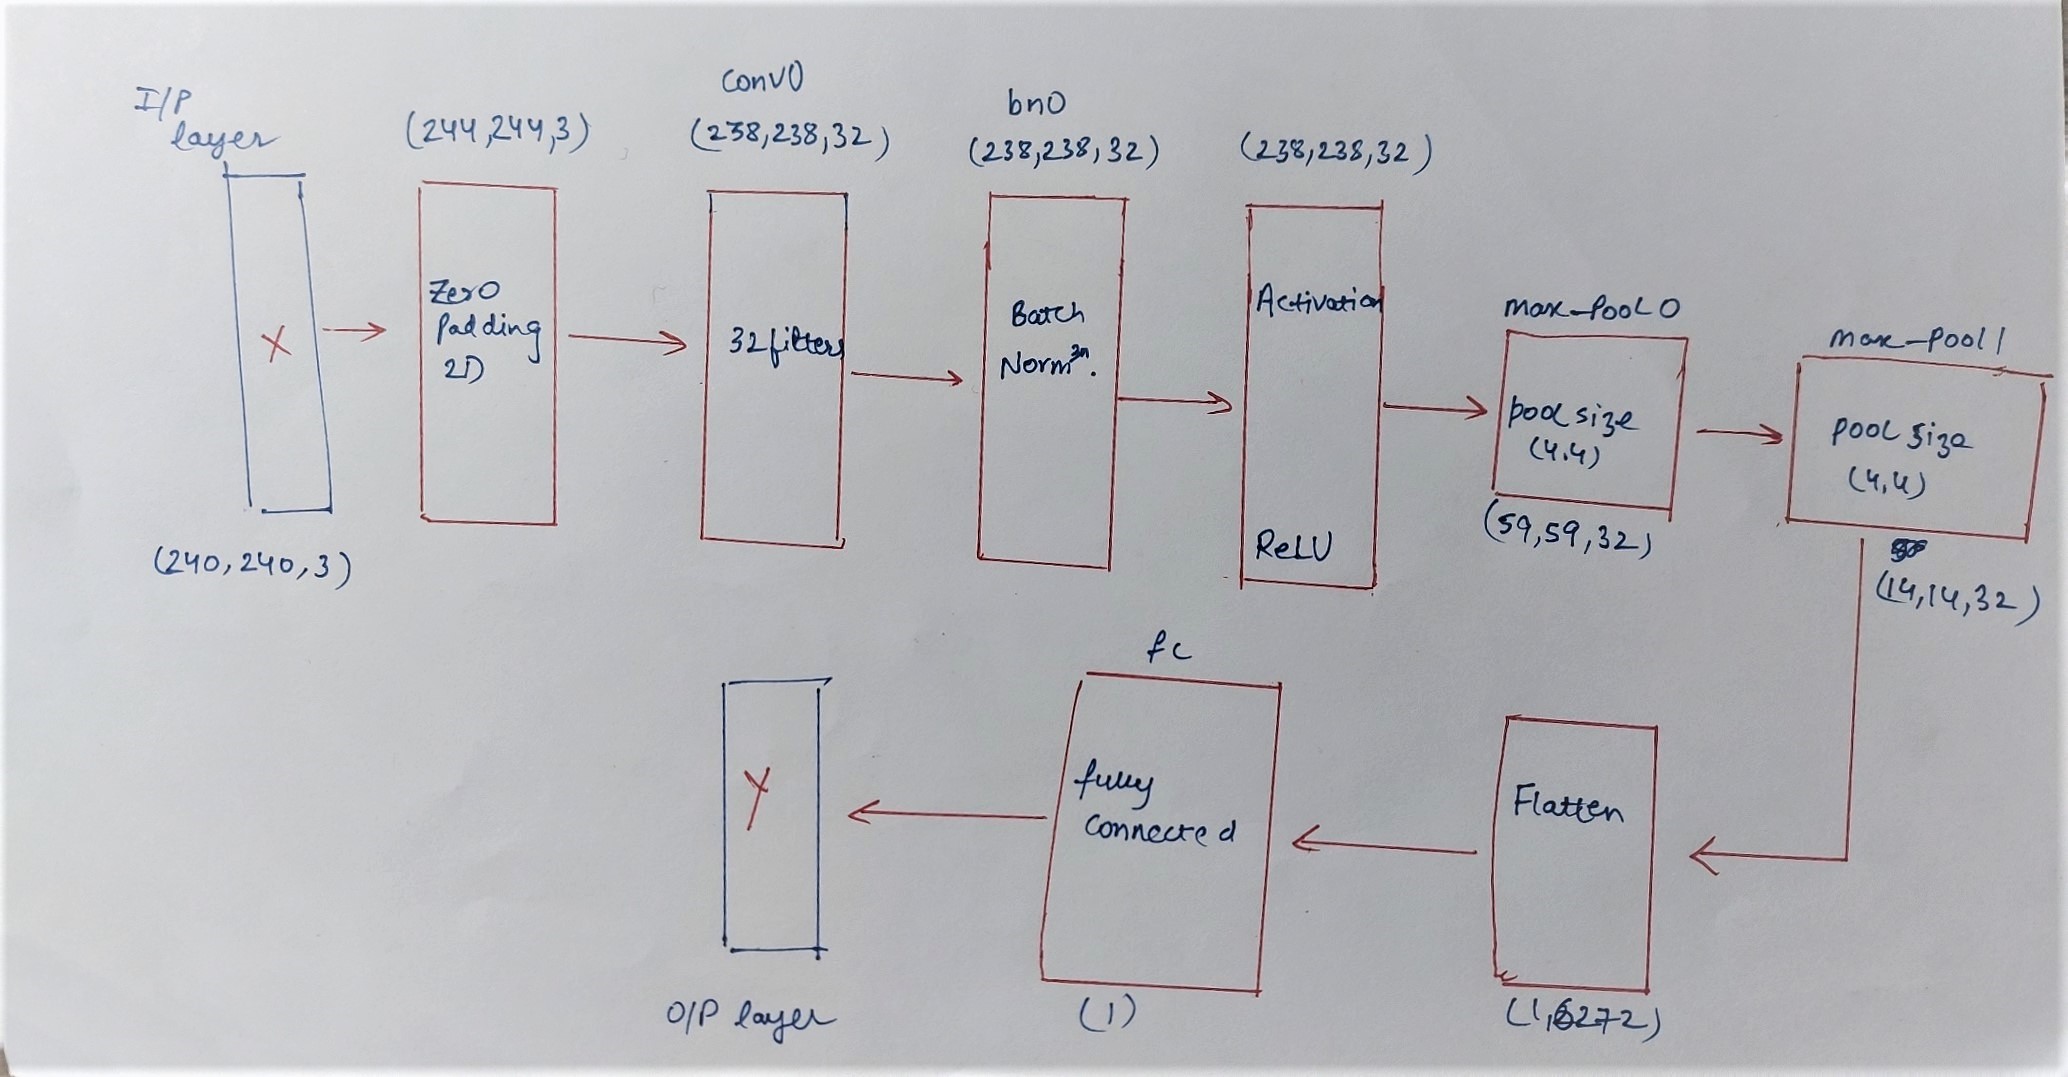 I/P
layer
X
(240,240,3)
(244,244,3)
Zero
Padding
2D
conv0
(238,238,32)
32 filters
bn0
(238,238,32)
Batch
Norm
(238,238,32)
Activation
ReLU
max-pool0
pool size
(4,4)
(59,59,32)
max-pool1
pool size
(4,4)
(14,14,32)
Flatten
(1,6272)
fc
fully
connected
(1)
Y
O/P layer